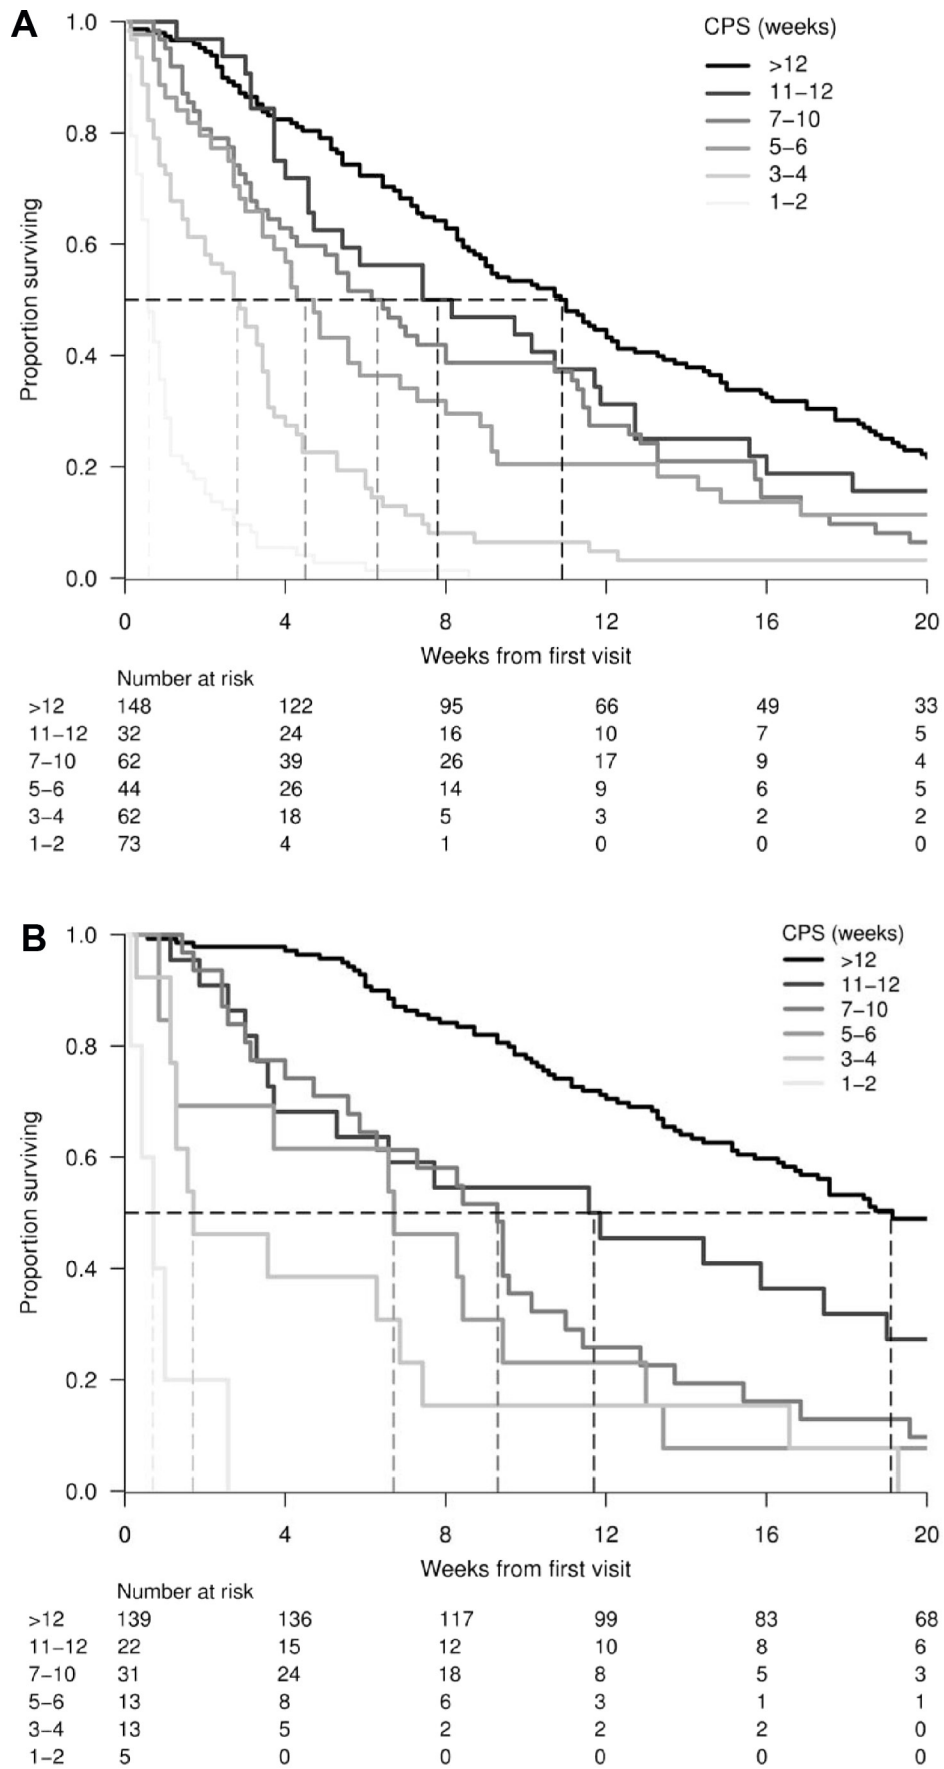 A
CPS (weeks)
>12
11–12
7–10
5–6
3–4
1–2
Proportion surviving
1.0
0.8
0.6
0.4
0.2
0.0
0 4 8 12 16 20
Weeks from first visit
Number at risk
>12 148 122 95 66 49 33
11–12 32 24 16 10 7 5
7–10 62 39 26 17 9 4
5–6 44 26 14 9 6 5
3–4 62 18 5 3 2 2
1–2 73 4 1 0 0 0
B
CPS (weeks)
>12
11–12
7–10
5–6
3–4
1–2
Proportion surviving
1.0
0.8
0.6
0.4
0.2
0.0
0 4 8 12 16 20
Weeks from first visit
Number at risk
>12 139 136 117 99 83 68
11–12 22 15 12 10 8 6
7–10 31 24 18 8 5 3
5–6 13 8 6 3 1 1
3–4 13 5 2 2 2 0
1–2 5 0 0 0 0 0